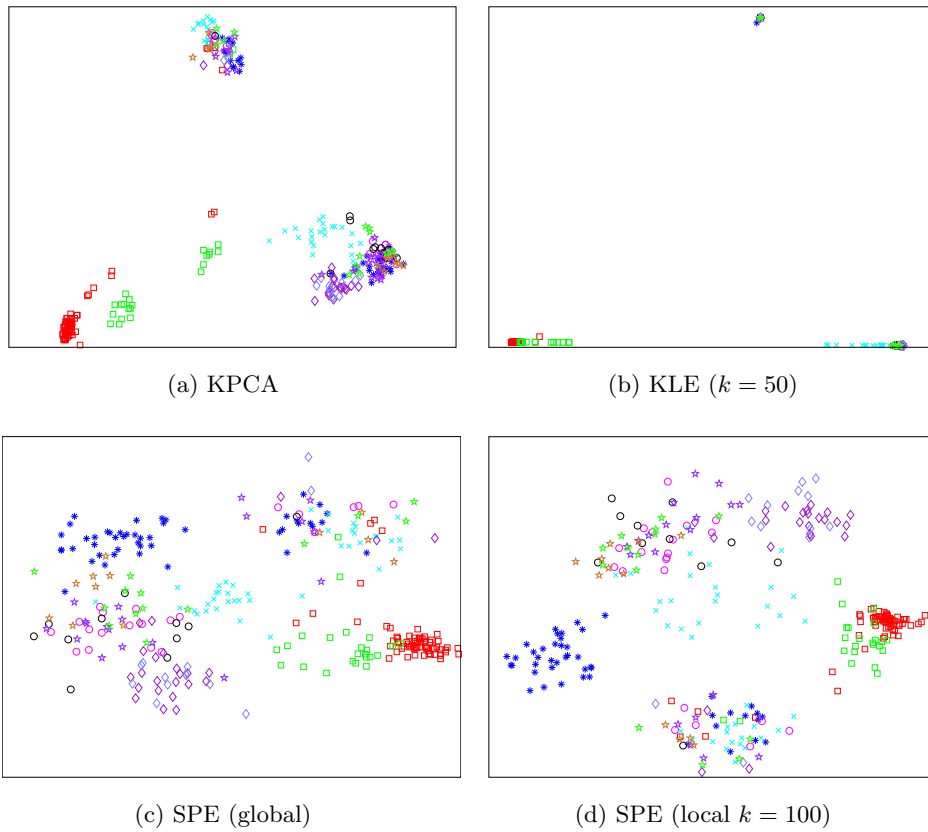 (a) KPCA
(b) KLE (k = 50)
(c) SPE (global)
(d) SPE (local k = 100)